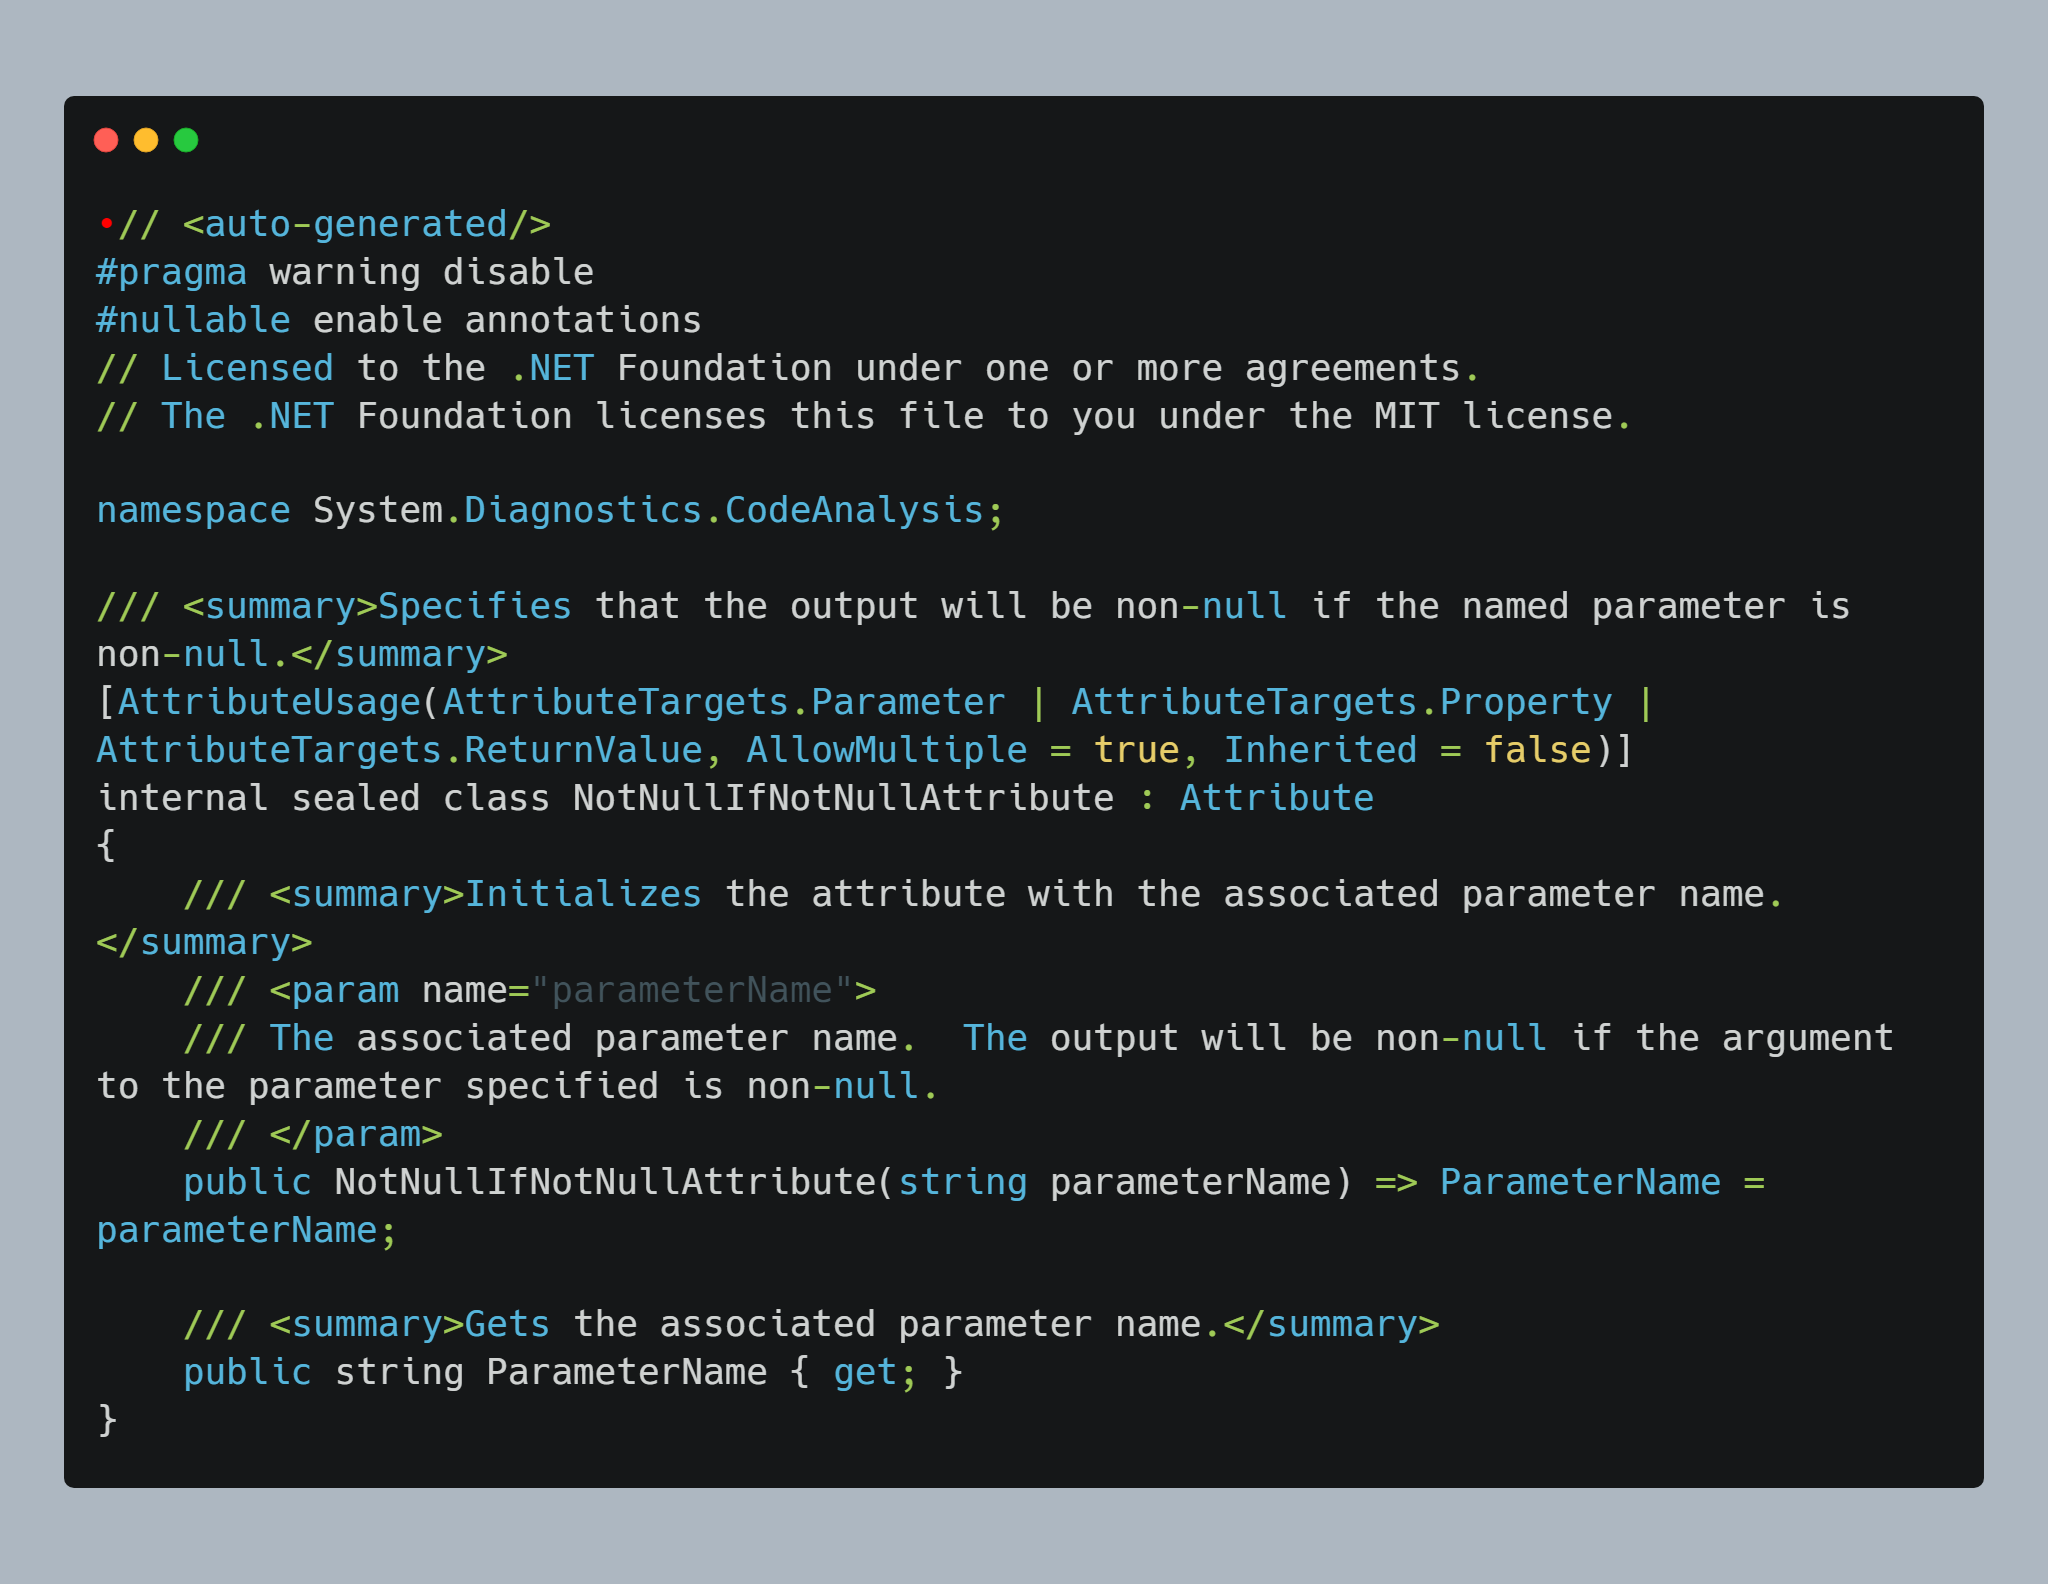 •// <auto-generated/>
#pragma warning disable
#nullable enable annotations
// Licensed to the .NET Foundation under one or more agreements.
// The .NET Foundation licenses this file to you under the MIT license.

namespace System.Diagnostics.CodeAnalysis;

/// <summary>Specifies that the output will be non-null if the named parameter is
non-null.</summary>
[AttributeUsage(AttributeTargets.Parameter | AttributeTargets.Property |
AttributeTargets.ReturnValue, AllowMultiple = true, Inherited = false)]
internal sealed class NotNullIfNotNullAttribute : Attribute
{
    /// <summary>Initializes the attribute with the associated parameter name.
</summary>
    /// <param name="parameterName">
    /// The associated parameter name.  The output will be non-null if the argument
to the parameter specified is non-null.
    /// </param>
    public NotNullIfNotNullAttribute(string parameterName) => ParameterName =
parameterName;

    /// <summary>Gets the associated parameter name.</summary>
    public string ParameterName { get; }
}